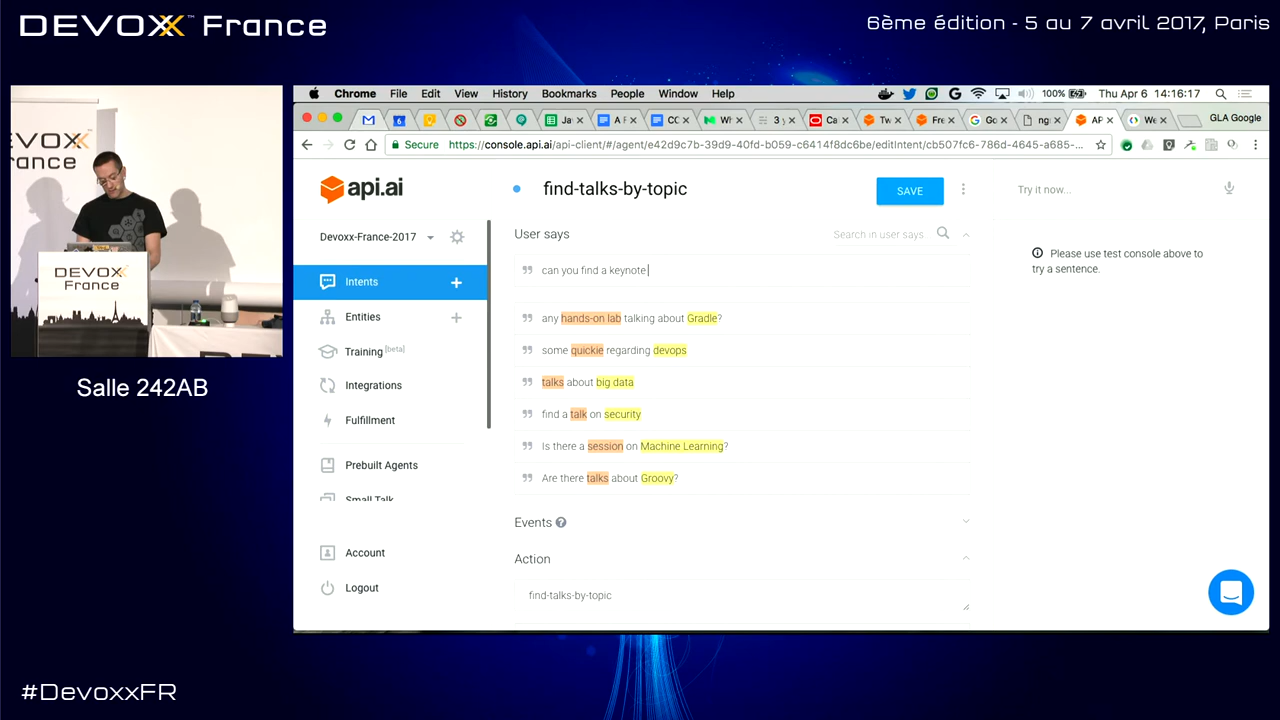 DEVOXX™ France
6ème édition - 5 au 7 avril 2017, Paris
Chrome File Edit View History Bookmarks People Window Help
100% Thu Apr 6 14:16:17
GLA Google
Secure https://console.api.ai/api-client/#/agent/e42d9c7b-39d9-40fd-b059-c6414f8dc6be/editIntent/cb507fc6-786d-4645-a685-...
api.ai
find-talks-by-topic
SAVE
Try it now...
Devoxx-France-2017
User says
Search in user says
can you find a keynote
Please use test console above to
try a sentence.
Intents
any hands-on lab talking about Gradle?
Entities
some quickie regarding devops
Training [beta]
talks about big data
Integrations
find a talk on security
Fulfillment
Is there a session on Machine Learning?
Prebuilt Agents
Are there talks about Groovy?
Small Talk
Events
Action
Account
find-talks-by-topic
Logout
DEVOXX
France
Salle 242AB
#DevoxxFR